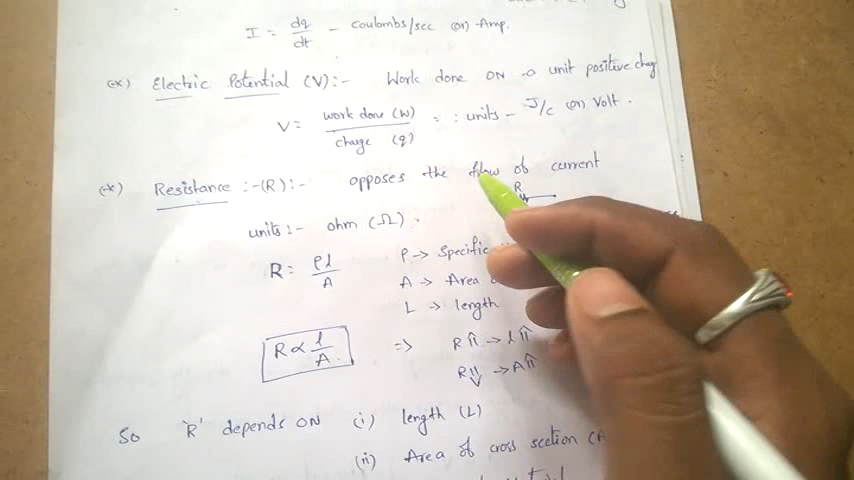 I = dq/dt - coulombs/sec (or) Amp.
(*) Electric Potential (V):- Work done ON a unit positive charg
V = work done (W) / charge (q) = : units - J/c (or) Volt.
(*) Resistance :-(R):- opposes the flow of current
R
units :- ohm (Ω).
R = ρl/A ρ → Specific
A → Area
L → length
R ∝ l/A. ⇒ R⇑ → l⇑
R⇓ → A⇑
So 'R' depends ON (i) length (L)
(ii) Area of cross section (A